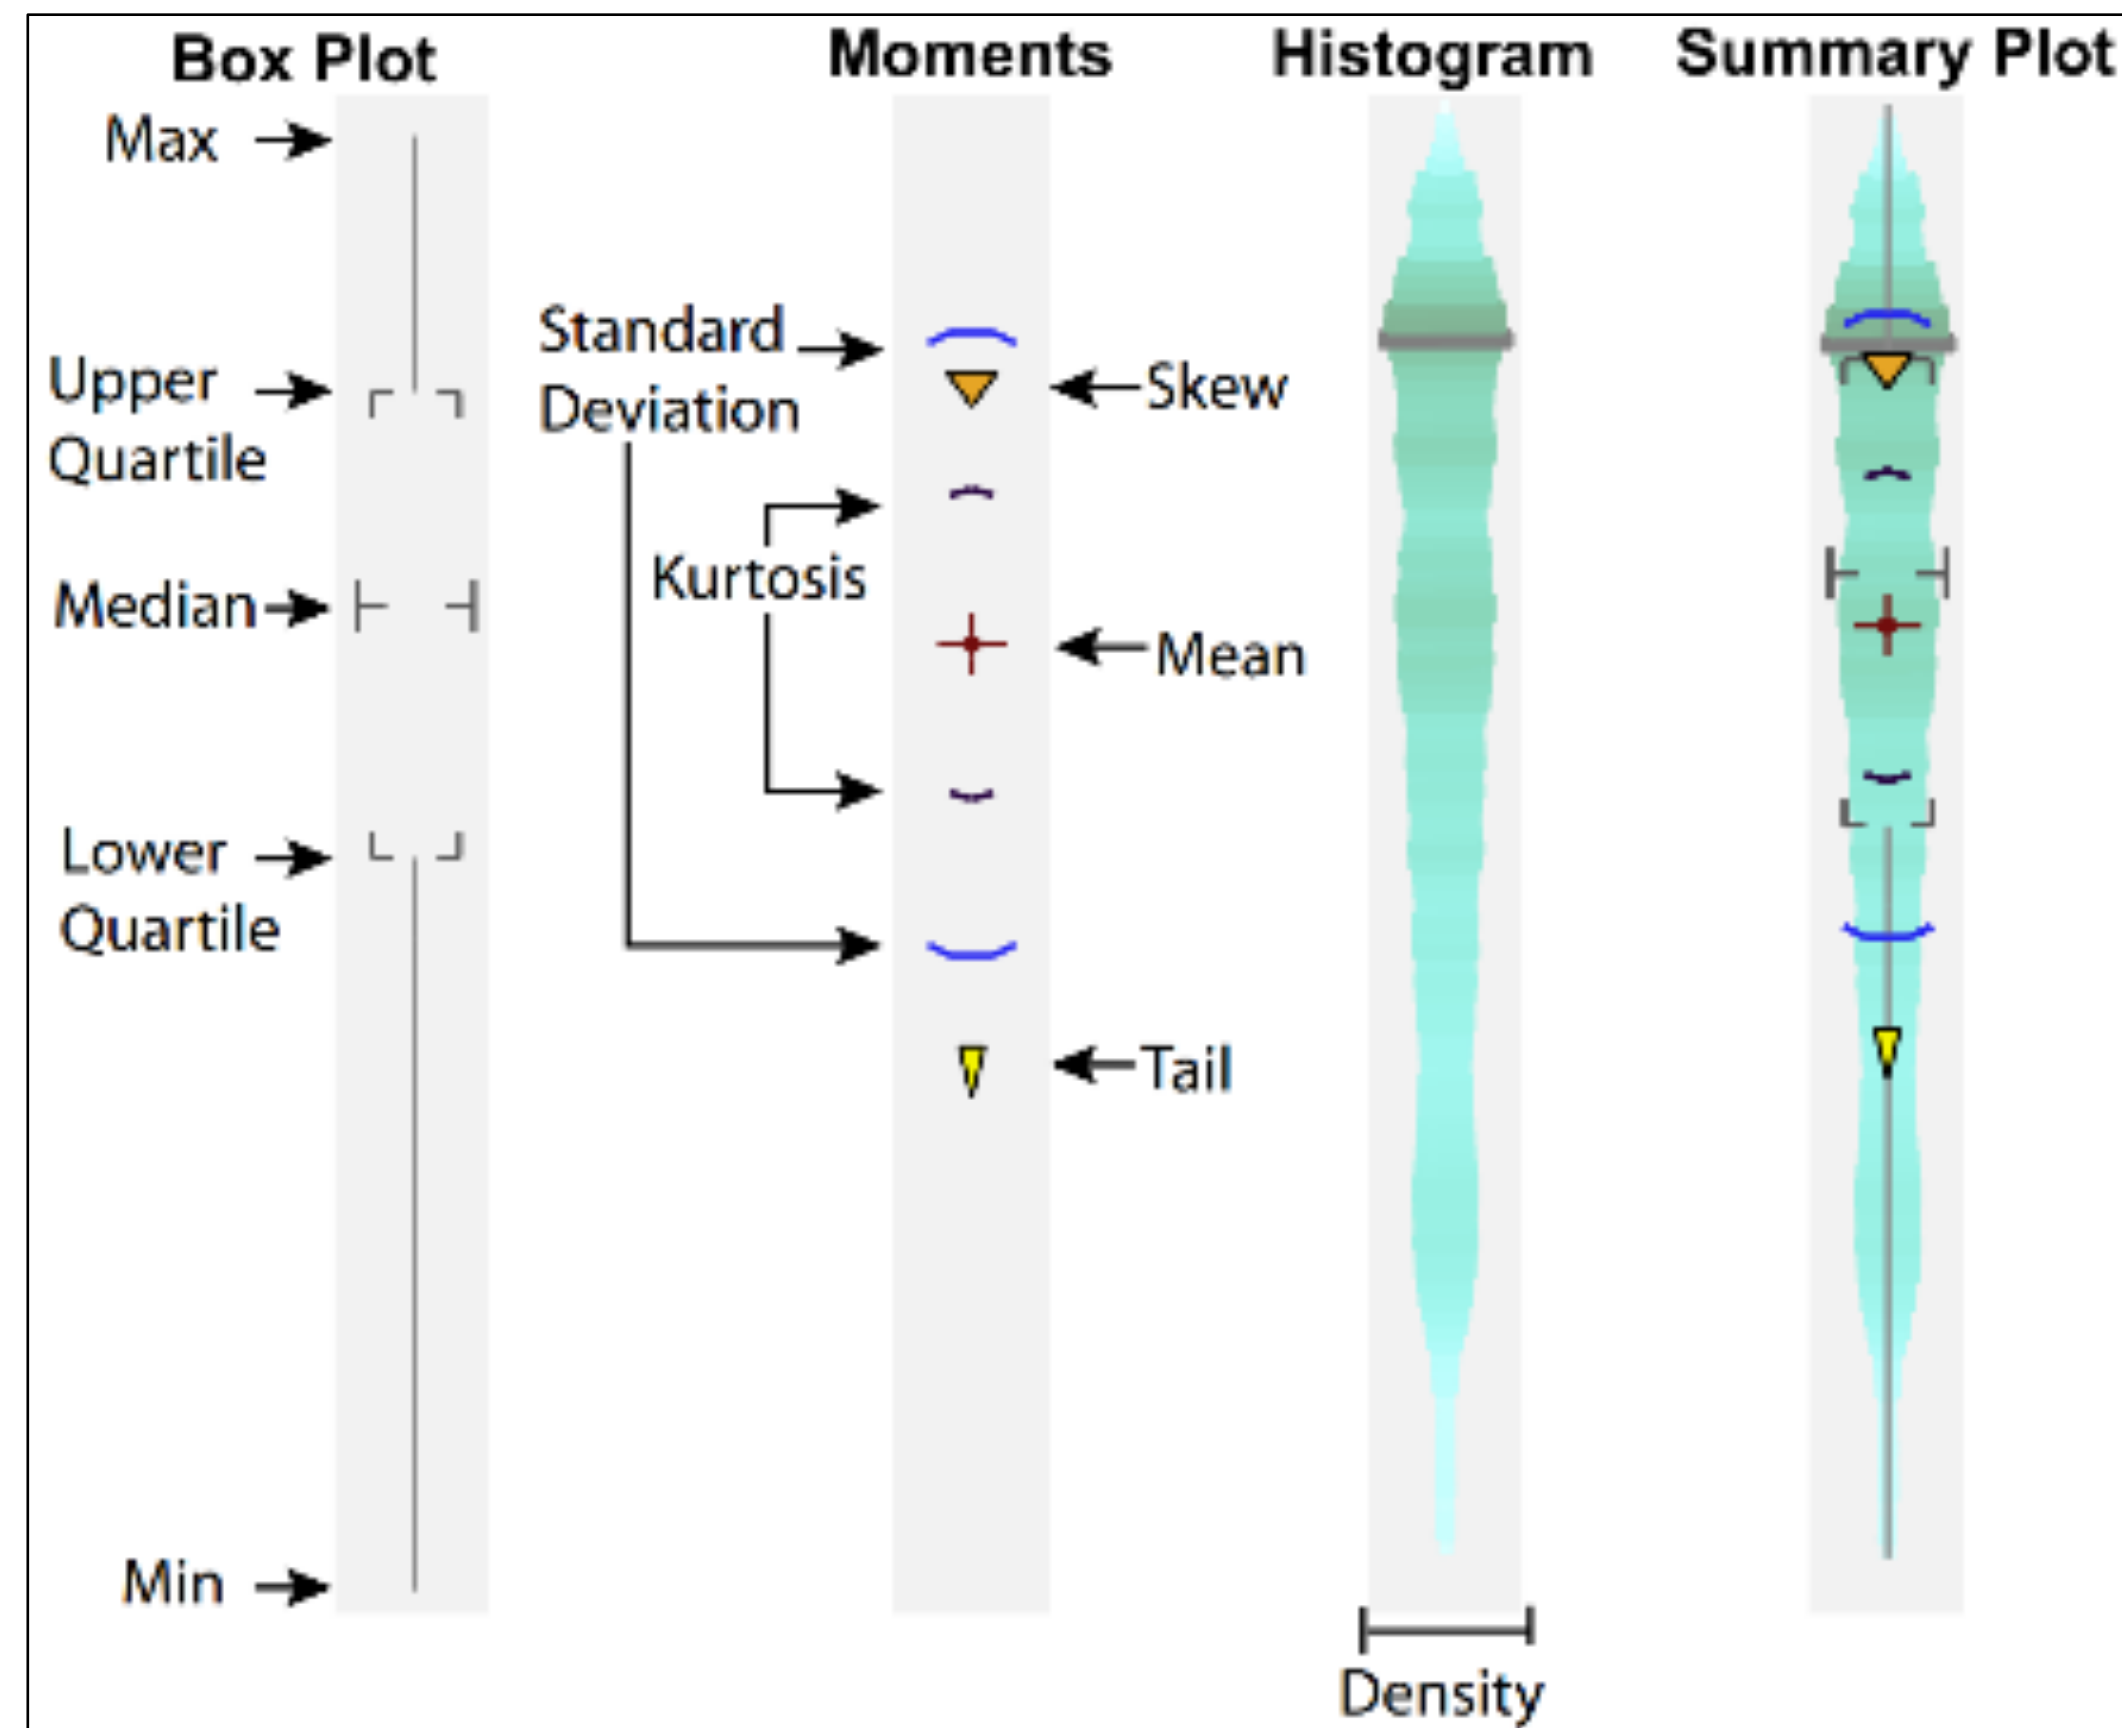 Box Plot
Moments
Histogram
Summary Plot
Max
Upper
Quartile
Median
Lower
Quartile
Min
Standard
Deviation
Skew
Kurtosis
Mean
Tail
Density